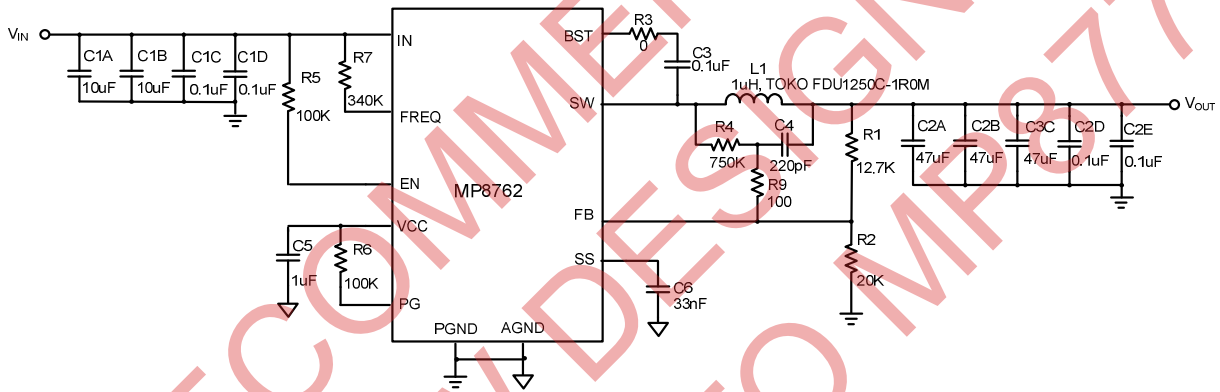 VIN
C1A
10uF
C1B
10uF
C1C
0.1uF
C1D
0.1uF
R5
100K
R7
340K
IN
FREQ
EN
VCC
PG
PGND
AGND
MP8762
BST
SW
FB
SS
R3
0
C3
0.1uF
L1
1uH, TOKO FDU1250C-1R0M
R4
750K
C4
220pF
R9
100
R1
12.7K
R2
20K
C2A
47uF
C2B
47uF
C3C
47uF
C2D
0.1uF
C2E
0.1uF
VOUT
C5
1uF
R6
100K
C6
33nF